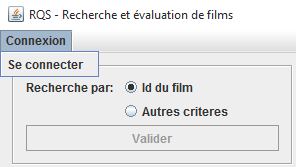 RQS - Recherche et évaluation de films
Connexion
Se connecter
Recherche par: Id du film
Autres criteres
Valider